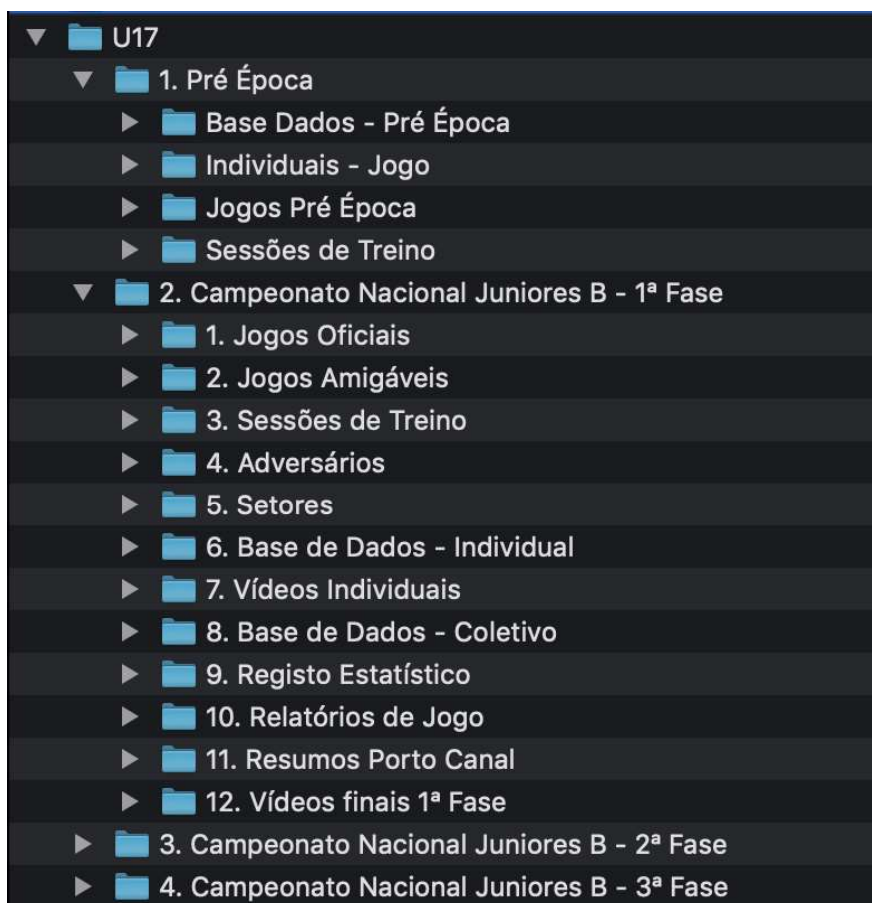 U17
1. Pré Época
Base Dados - Pré Época
Individuais - Jogo
Jogos Pré Época
Sessões de Treino
2. Campeonato Nacional Juniores B - 1ª Fase
1. Jogos Oficiais
2. Jogos Amigáveis
3. Sessões de Treino
4. Adversários
5. Setores
6. Base de Dados - Individual
7. Vídeos Individuais
8. Base de Dados - Coletivo
9. Registo Estatístico
10. Relatórios de Jogo
11. Resumos Porto Canal
12. Vídeos finais 1ª Fase
3. Campeonato Nacional Juniores B - 2ª Fase
4. Campeonato Nacional Juniores B - 3ª Fase